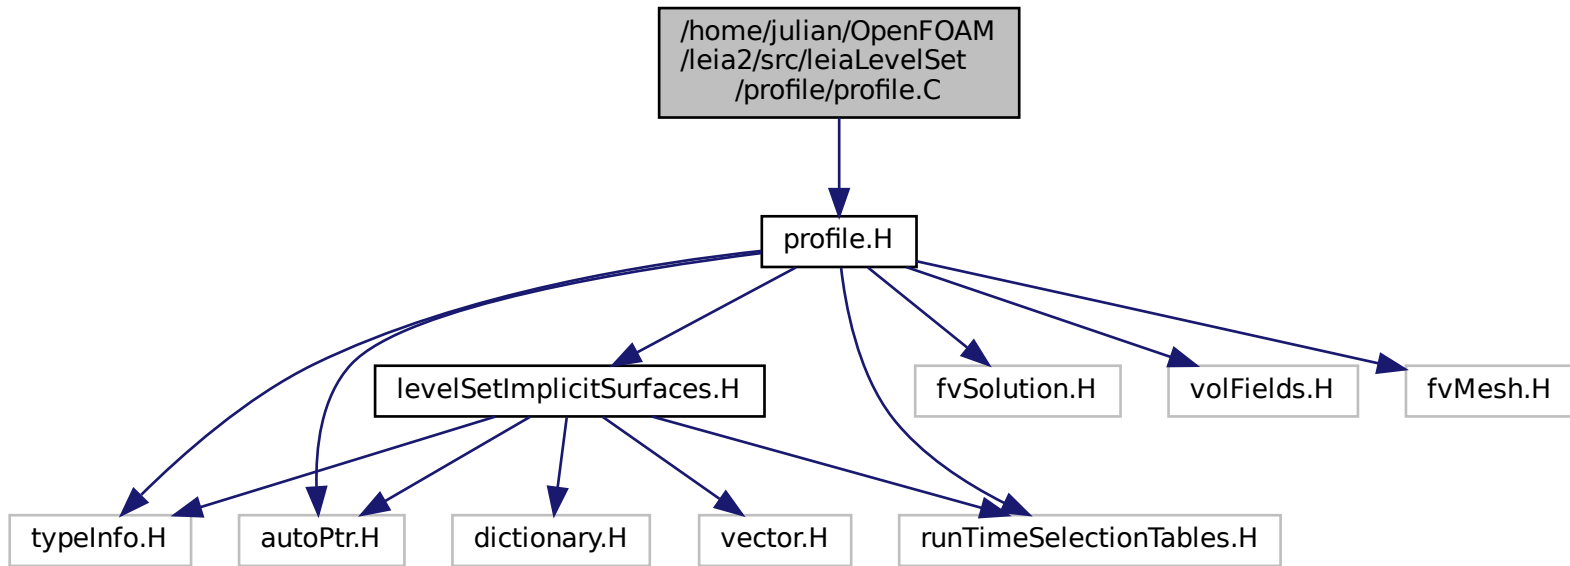 /home/julian/OpenFOAM
/leia2/src/leiaLevelSet
/profile/profile.C
profile.H
levelSetImplicitSurfaces.H
fvSolution.H
volFields.H
fvMesh.H
typeInfo.H
autoPtr.H
dictionary.H
vector.H
runTimeSelectionTables.H